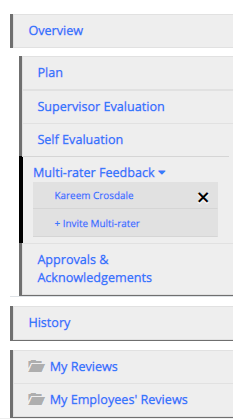 Overview
Plan
Supervisor Evaluation
Self Evaluation
Multi-rater Feedback
Kareem Crosdale
+ Invite Multi-rater
Approvals &
Acknowledgements
History
My Reviews
My Employees' Reviews